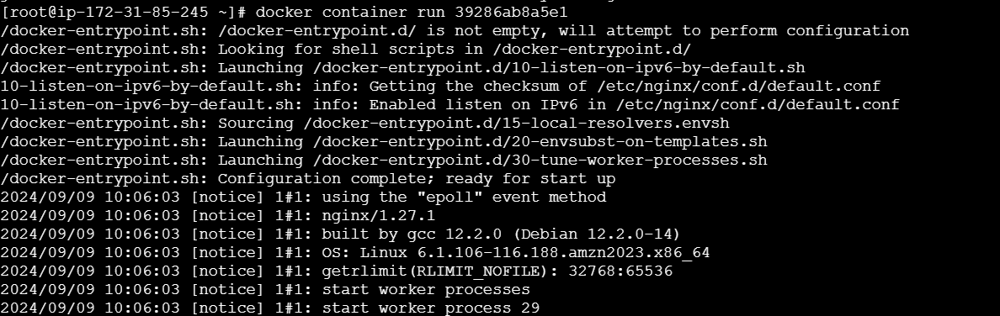 [root@ip-172-31-85-245 ~]# docker container run 39286ab8a5e1
/docker-entrypoint.sh: /docker-entrypoint.d/ is not empty, will attempt to perform configuration
/docker-entrypoint.sh: Looking for shell scripts in /docker-entrypoint.d/
/docker-entrypoint.sh: Launching /docker-entrypoint.d/10-listen-on-ipv6-by-default.sh
10-listen-on-ipv6-by-default.sh: info: Getting the checksum of /etc/nginx/conf.d/default.conf
10-listen-on-ipv6-by-default.sh: info: Enabled listen on IPv6 in /etc/nginx/conf.d/default.conf
/docker-entrypoint.sh: Sourcing /docker-entrypoint.d/15-local-resolvers.envsh
/docker-entrypoint.sh: Launching /docker-entrypoint.d/20-envsubst-on-templates.sh
/docker-entrypoint.sh: Launching /docker-entrypoint.d/30-tune-worker-processes.sh
/docker-entrypoint.sh: Configuration complete; ready for start up
2024/09/09 10:06:03 [notice] 1#1: using the "epoll" event method
2024/09/09 10:06:03 [notice] 1#1: nginx/1.27.1
2024/09/09 10:06:03 [notice] 1#1: built by gcc 12.2.0 (Debian 12.2.0-14)
2024/09/09 10:06:03 [notice] 1#1: OS: Linux 6.1.106-116.188.amzn2023.x86_64
2024/09/09 10:06:03 [notice] 1#1: getrlimit(RLIMIT_NOFILE): 32768:65536
2024/09/09 10:06:03 [notice] 1#1: start worker processes
2024/09/09 10:06:03 [notice] 1#1: start worker process 29